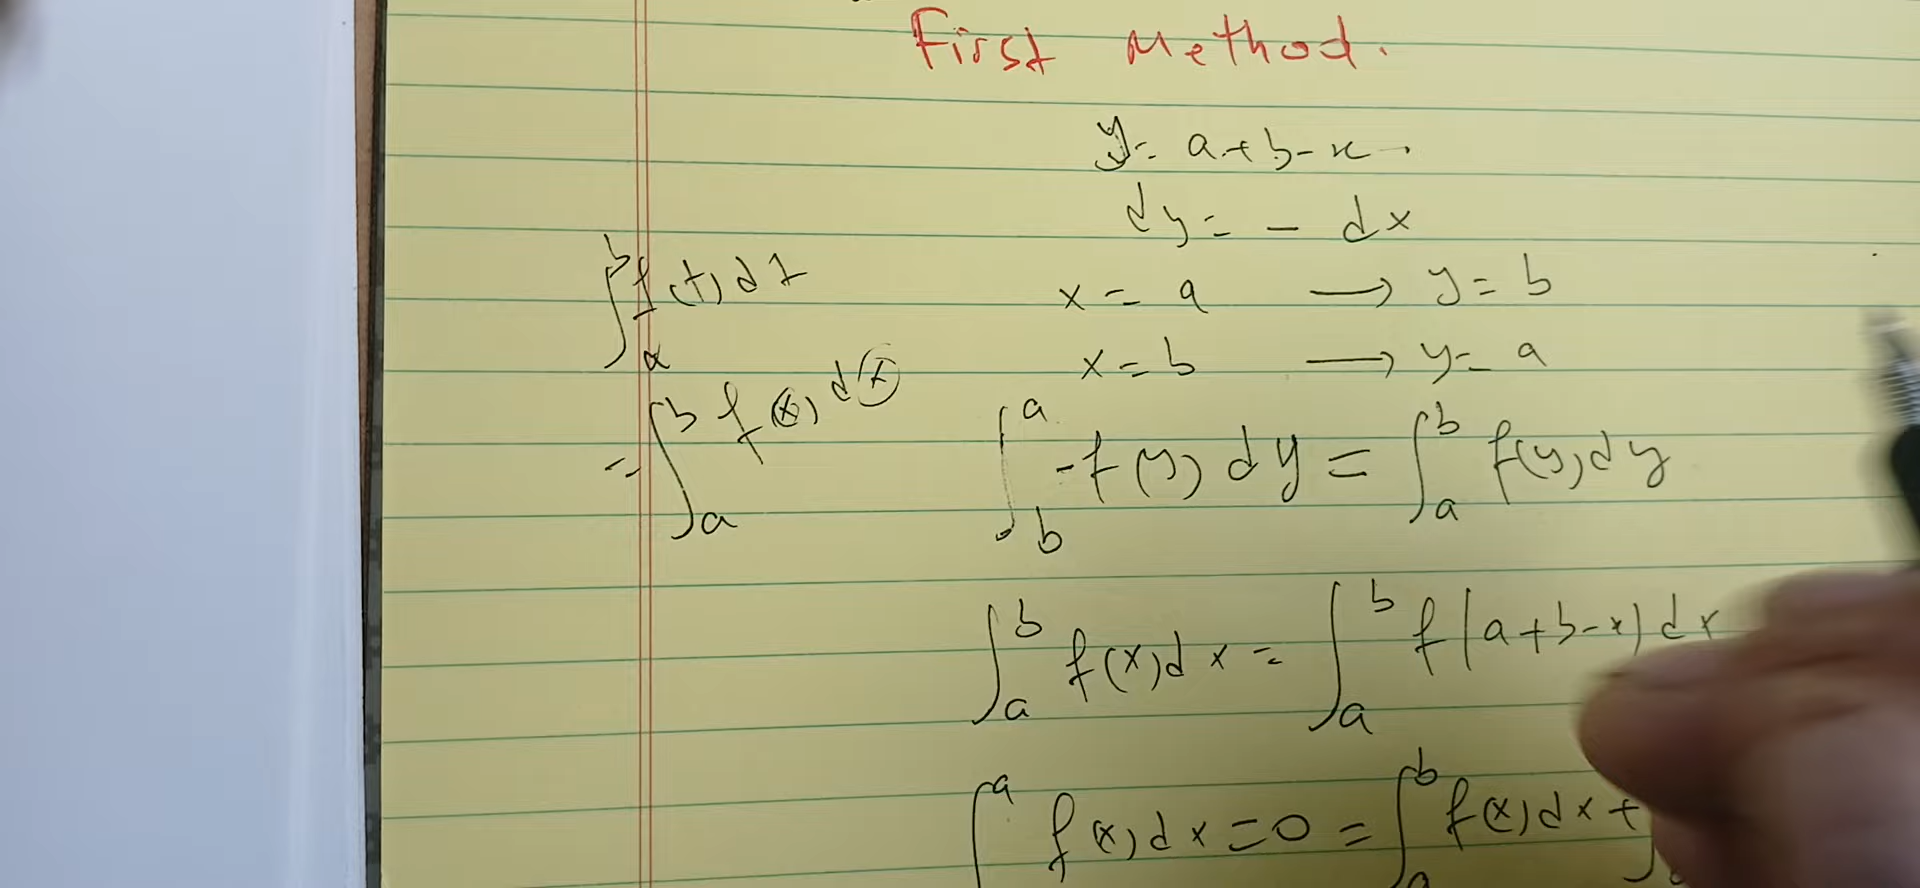 First Method.
y = a + b - x
dy = - dx
x = a → y = b
x = b → y = a
∫_a^b f(t) dt
= ∫_a^b f(x) dx
∫_b^a -f(y) dy = ∫_a^b f(y) dy
∫_a^b f(x) dx = ∫_a^b f(a+b-x) dx
∫^a f(x) dx = 0 = ∫_a^b f(x) dx +